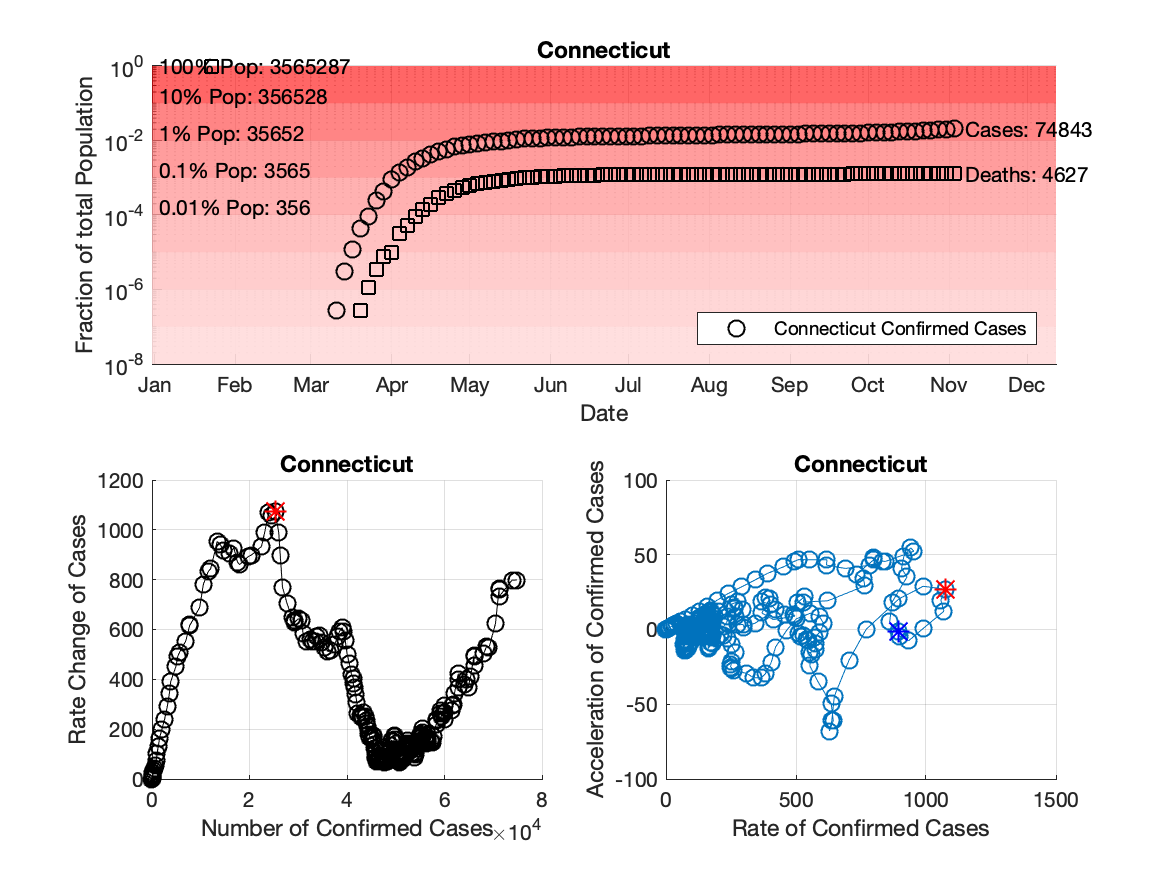 Connecticut
10^0
10^-2
10^-4
10^-6
10^-8
Fraction of total Population
100% Pop: 3565287
10% Pop: 356528
1% Pop: 35652
0.1% Pop: 3565
0.01% Pop: 356
Cases: 74843
Deaths: 4627
Connecticut Confirmed Cases
Jan Feb Mar Apr May Jun Jul Aug Sep Oct Nov Dec
Date
Connecticut
1200
1000
800
600
400
200
0
Rate Change of Cases
0 2 4 6 8
Number of Confirmed Cases ×10^4
Connecticut
100
50
0
-50
-100
Acceleration of Confirmed Cases
0 500 1000 1500
Rate of Confirmed Cases